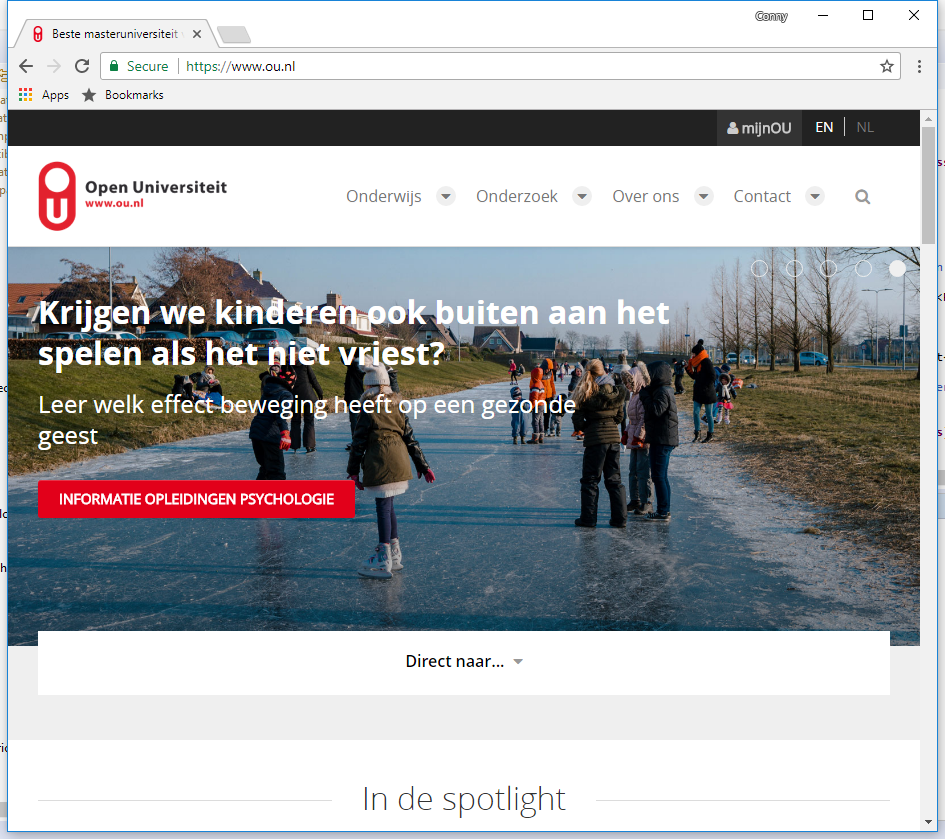 Conny
Beste masteruniversiteit
Secure
https://www.ou.nl
Apps
Bookmarks
mijnOU
EN
NL
Open Universiteit
www.ou.nl
Onderwijs
Onderzoek
Over ons
Contact
Krijgen we kinderen ook buiten aan het
spelen als het niet vriest?
Leer welk effect beweging heeft op een gezonde
geest
INFORMATIE OPLEIDINGEN PSYCHOLOGIE
Direct naar...
In de spotlight